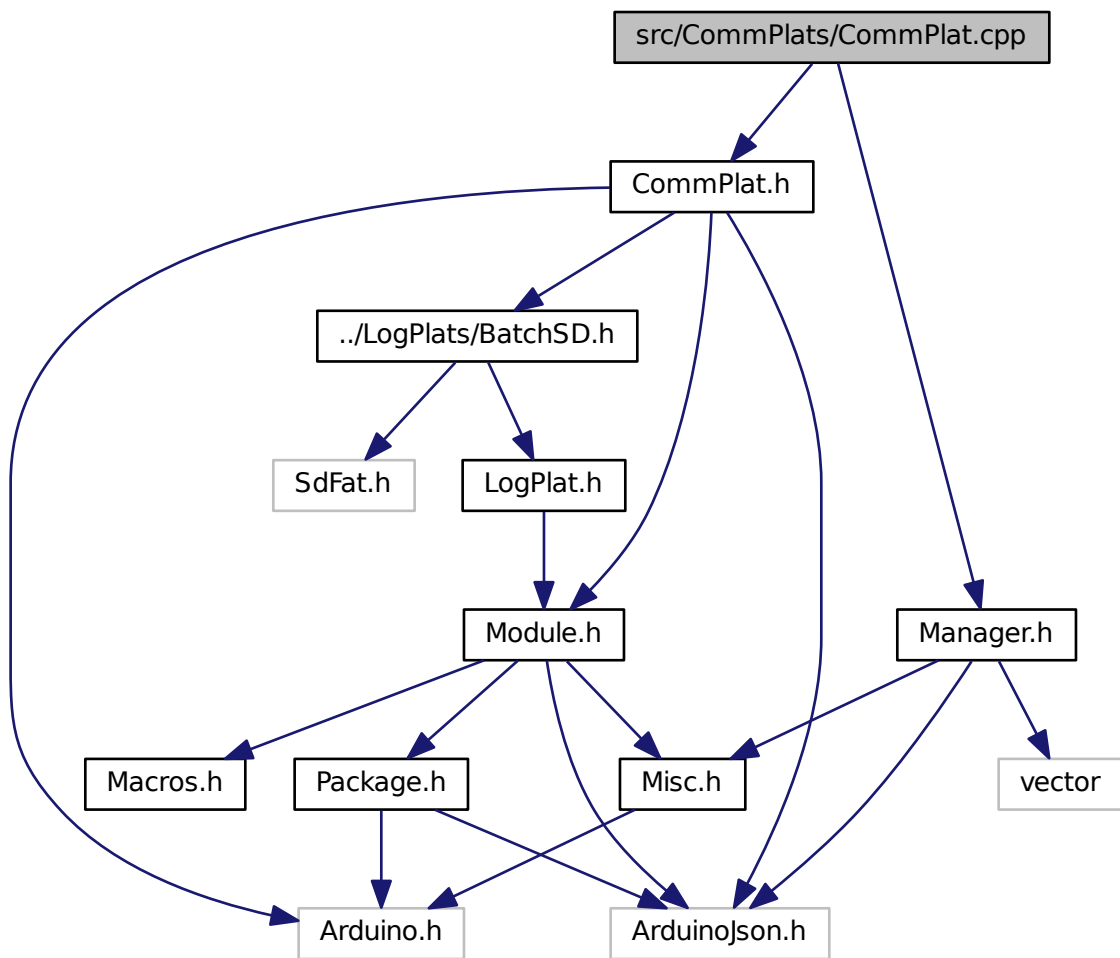 src/CommPlats/CommPlat.cpp
CommPlat.h
../LogPlats/BatchSD.h
SdFat.h
LogPlat.h
Module.h
Manager.h
Macros.h
Package.h
Misc.h
vector
Arduino.h
ArduinoJson.h